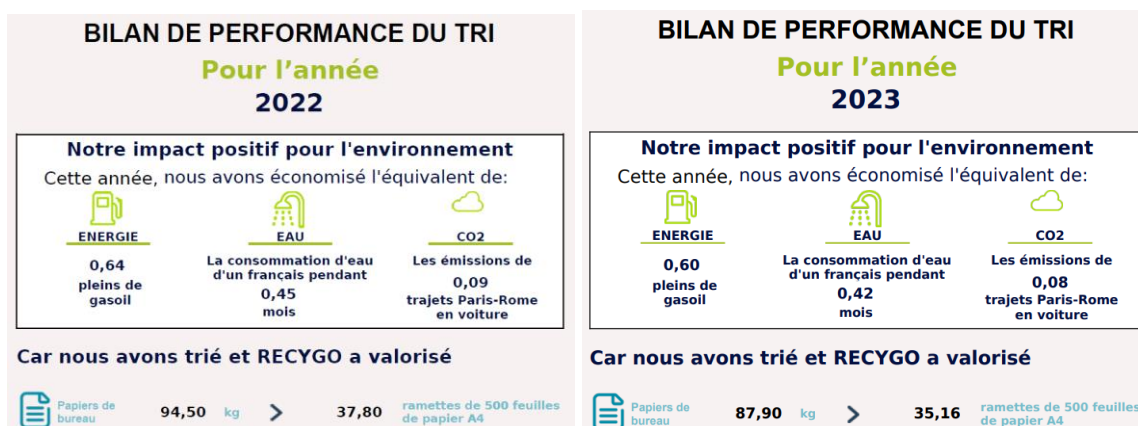 BILAN DE PERFORMANCE DU TRI
Pour l'année
2022
Notre impact positif pour l'environnement
Cette année, nous avons économisé l'équivalent de:
ENERGIE
0,64
pleins de
gasoil
EAU
La consommation d'eau
d'un français pendant
0,45
mois
CO2
Les émissions de
0,09
trajets Paris-Rome
en voiture
Car nous avons trié et RECYGO a valorisé
Papiers de
bureau
94,50 kg > 37,80
ramettes de 500 feuilles
de papier A4
BILAN DE PERFORMANCE DU TRI
Pour l'année
2023
Notre impact positif pour l'environnement
Cette année, nous avons économisé l'équivalent de:
ENERGIE
0,60
pleins de
gasoil
EAU
La consommation d'eau
d'un français pendant
0,42
mois
CO2
Les émissions de
0,08
trajets Paris-Rome
en voiture
Car nous avons trié et RECYGO a valorisé
Papiers de
bureau
87,90 kg > 35,16
ramettes de 500 feuilles
de papier A4